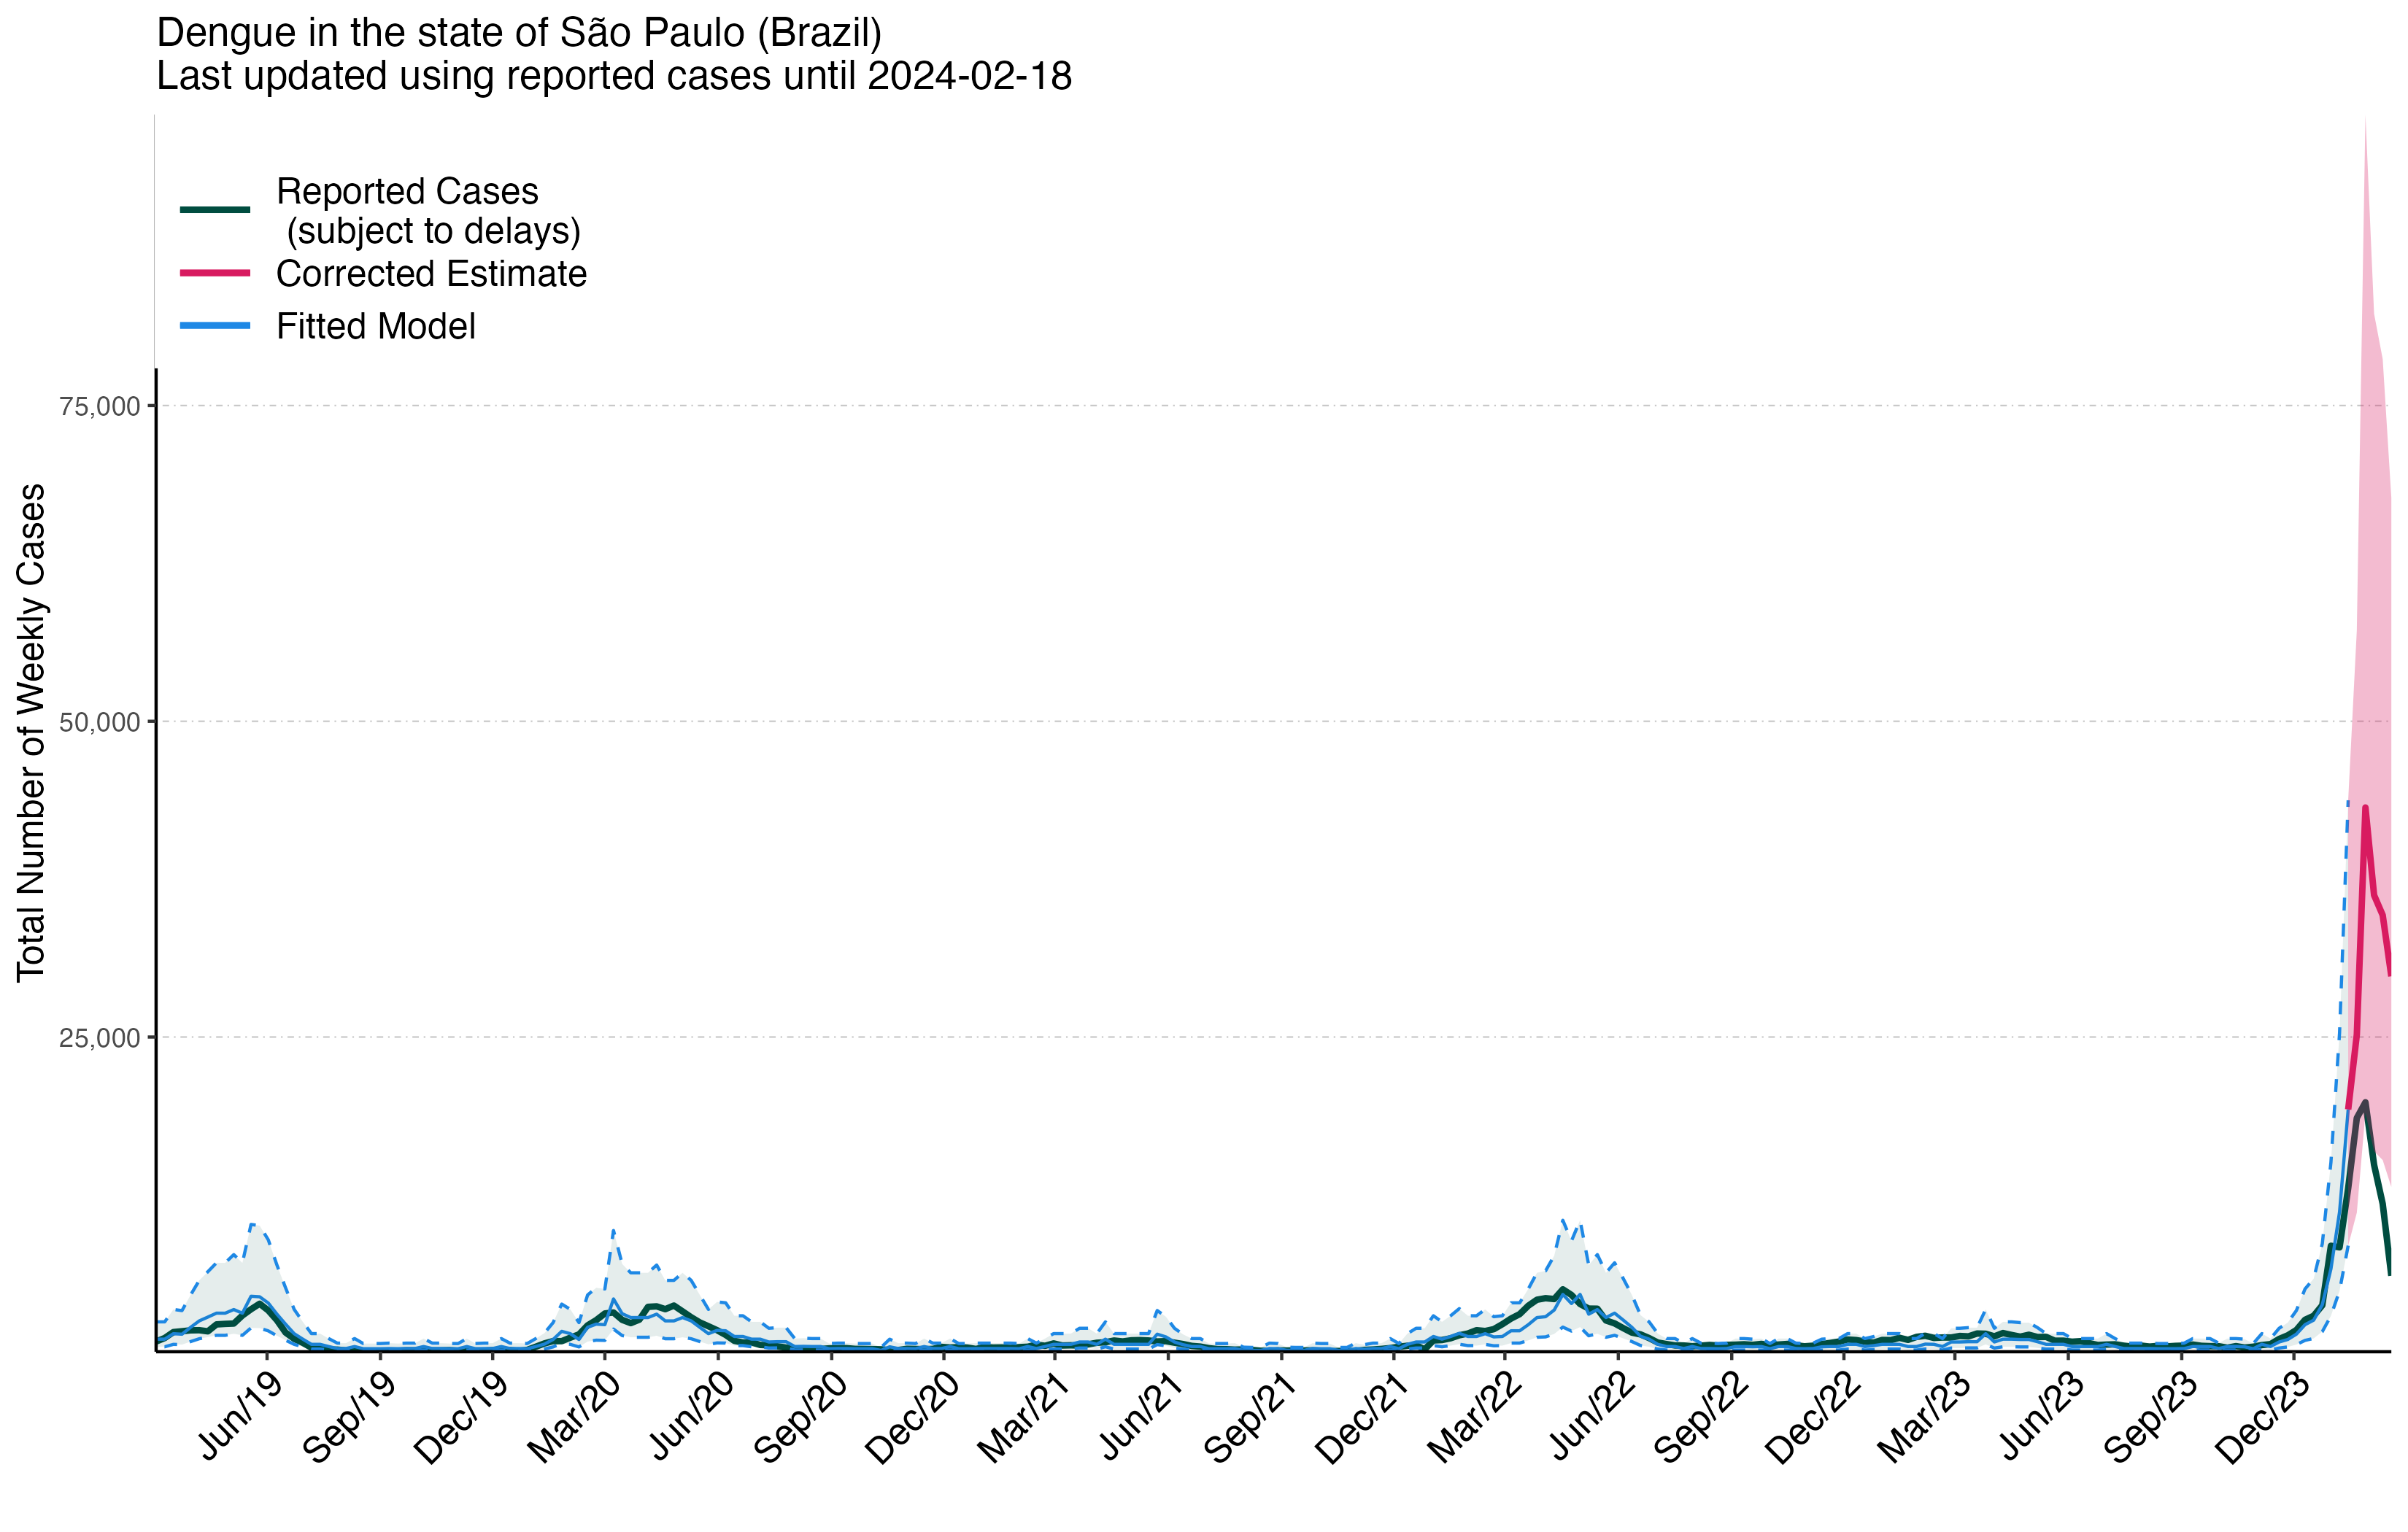 Dengue in the state of São Paulo (Brazil)
Last updated using reported cases until 2024-02-18
Reported Cases
(subject to delays)
Corrected Estimate
Fitted Model
Total Number of Weekly Cases
75,000
50,000
25,000
Jun/19
Sep/19
Dec/19
Mar/20
Jun/20
Sep/20
Dec/20
Mar/21
Jun/21
Sep/21
Dec/21
Mar/22
Jun/22
Sep/22
Dec/22
Mar/23
Jun/23
Sep/23
Dec/23